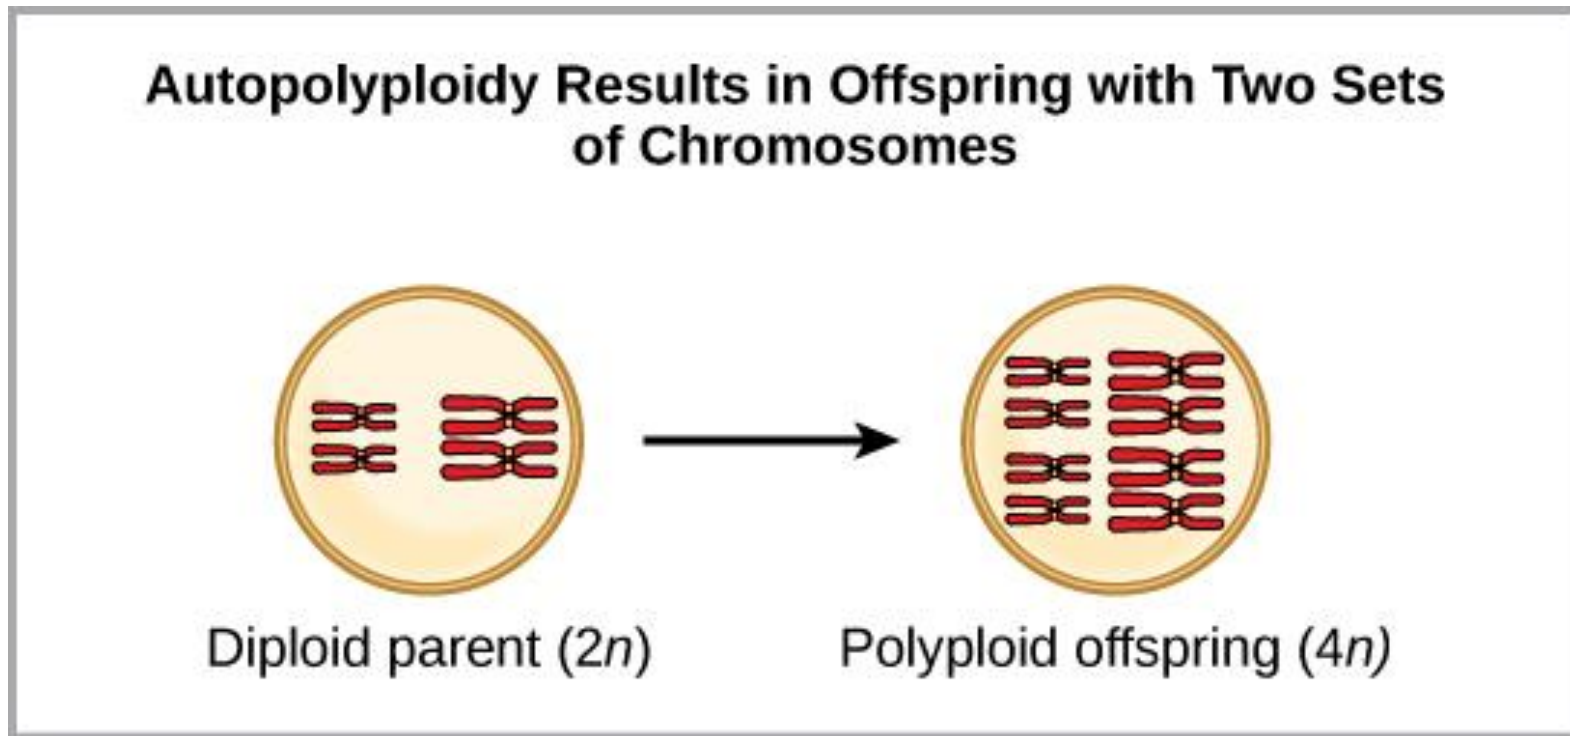 Autopolyploidy Results in Offspring with Two Sets
of Chromosomes
Diploid parent (2n)
Polyploid offspring (4n)